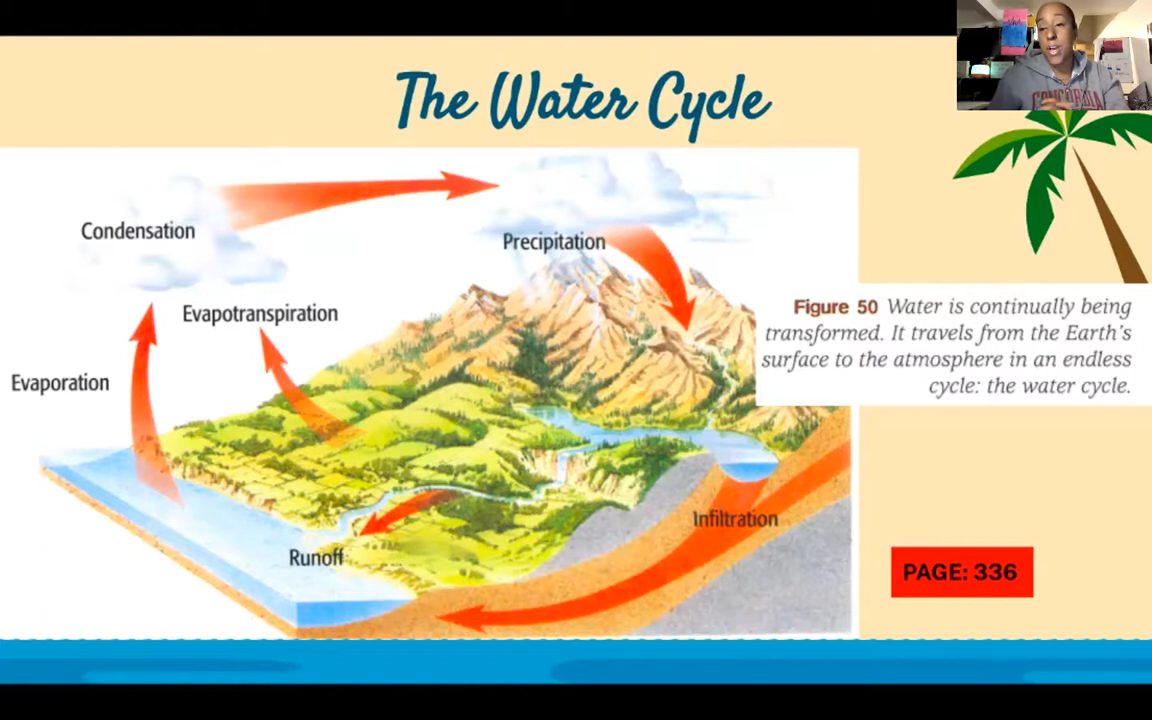 The Water Cycle
CONCORDIA
Condensation
Precipitation
Evapotranspiration
Evaporation
Figure 50 Water is continually being
transformed. It travels from the Earth's
surface to the atmosphere in an endless
cycle: the water cycle.
Infiltration
Runoff
PAGE: 336